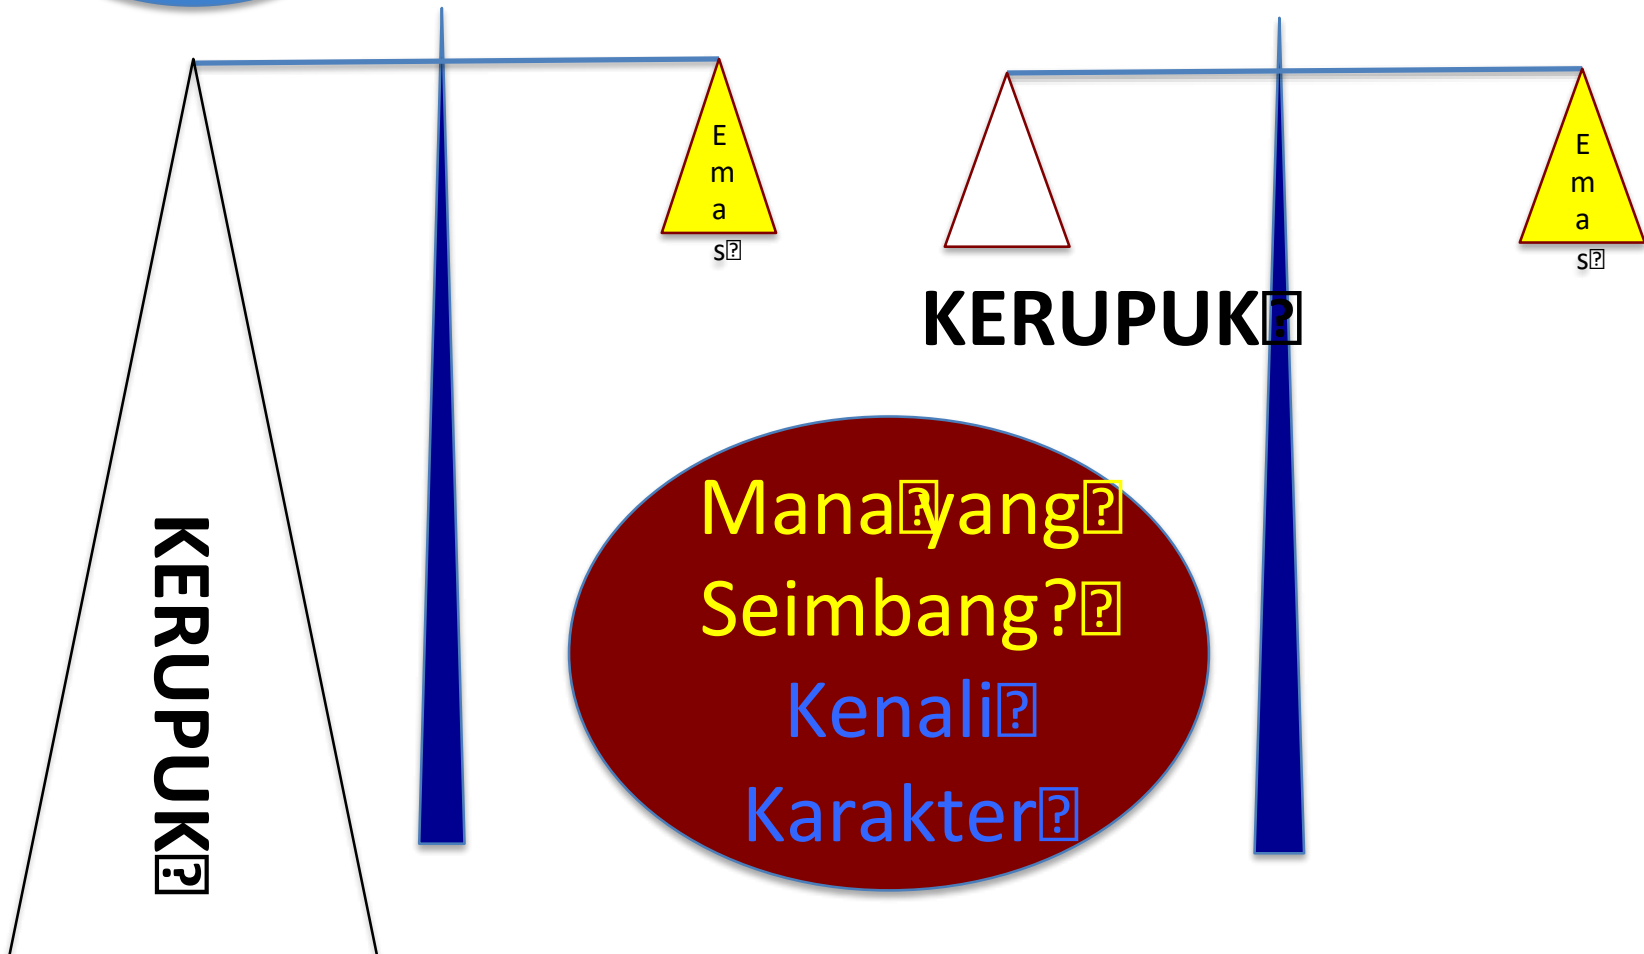 E
m
a
s
E
m
a
s
KERUPUK
KERUPUK
Mana yang
Seimbang?
Kenali
Karakter